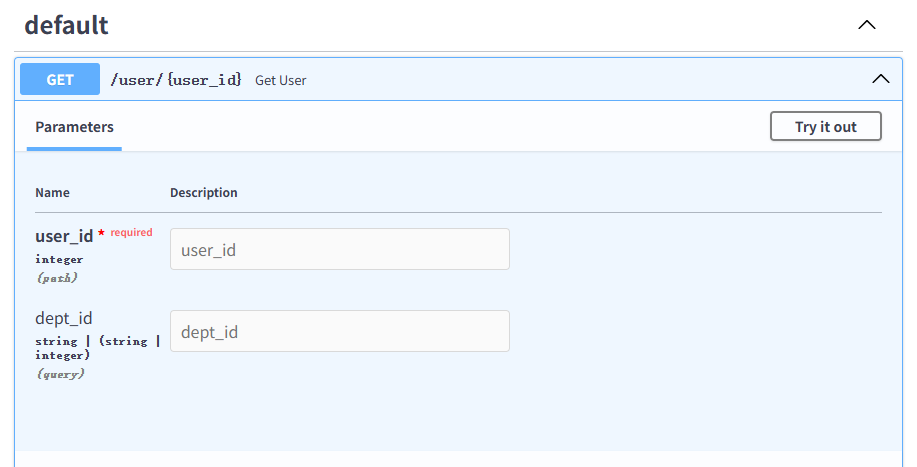 default
GET /user/{user_id} Get User
Parameters Try it out
Name Description
user_id * required user_id
integer
(path)
dept_id dept_id
string | (string |
integer)
(query)